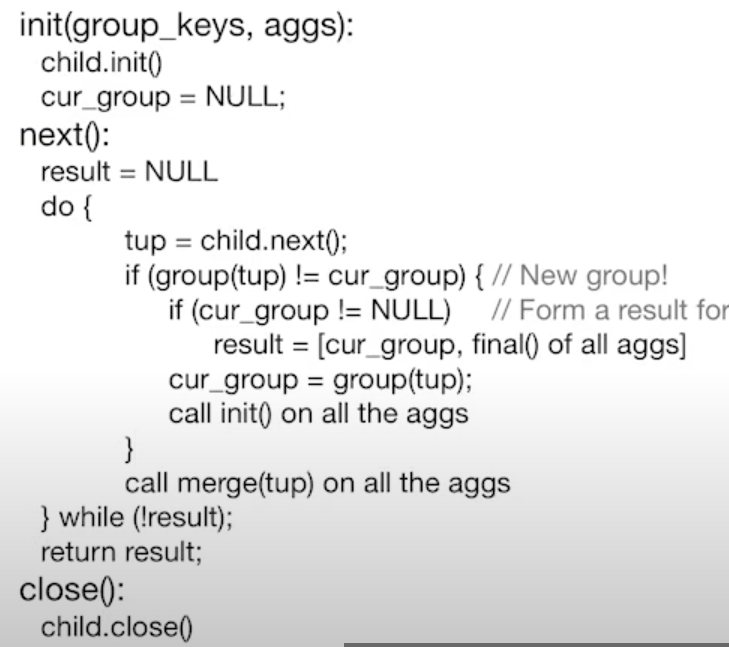 init(group_keys, aggs):
child.init()
cur_group = NULL;
next():
result = NULL
do {
tup = child.next();
if (group(tup) != cur_group) { // New group!
if (cur_group != NULL) // Form a result for
result = [cur_group, final() of all aggs]
cur_group = group(tup);
call init() on all the aggs
}
call merge(tup) on all the aggs
} while (!result);
return result;
close():
child.close()